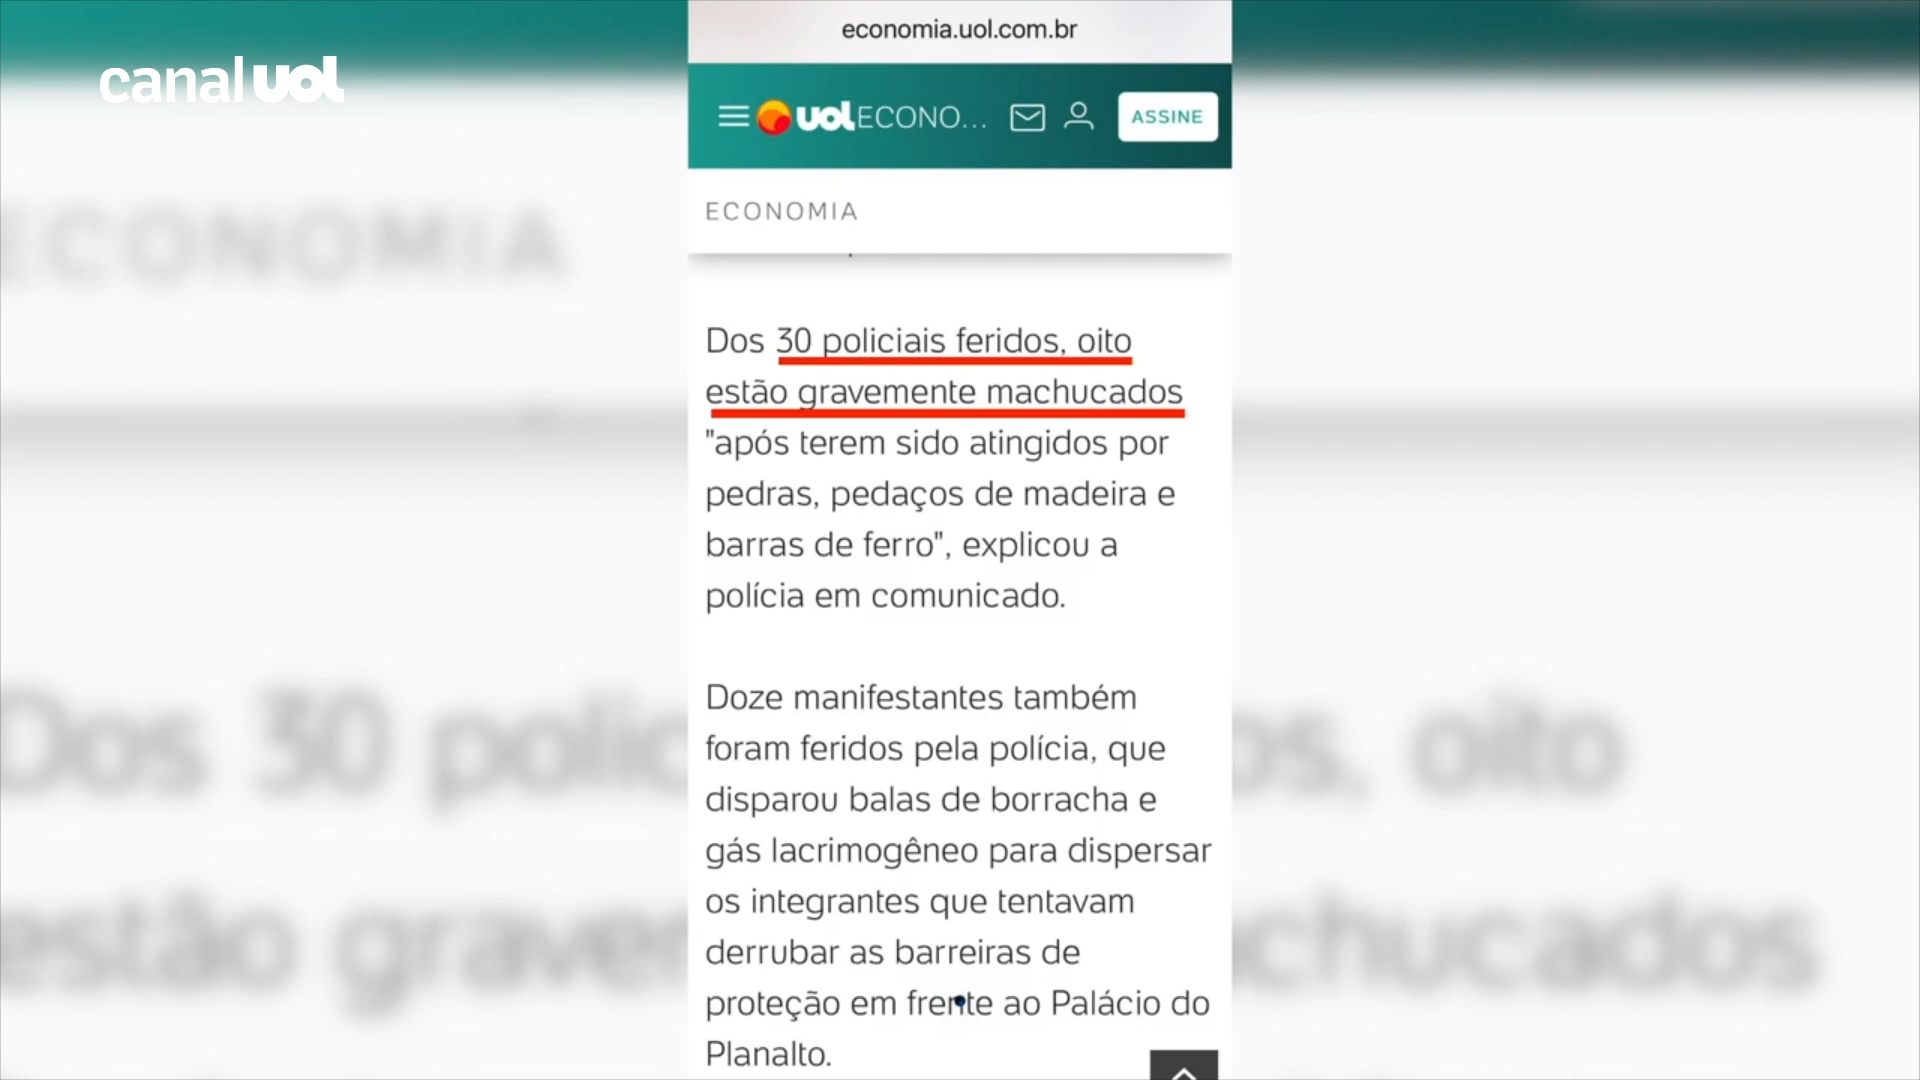 canal uol
economia.uol.com.br
uol ECONO...
ASSINE
ECONOMIA
Dos 30 policiais feridos, oito
estão gravemente machucados
"após terem sido atingidos por
pedras, pedaços de madeira e
barras de ferro", explicou a
polícia em comunicado.
Doze manifestantes também
foram feridos pela polícia, que
disparou balas de borracha e
gás lacrimogêneo para dispersar
os integrantes que tentavam
derrubar as barreiras de
proteção em frente ao Palácio do
Planalto.